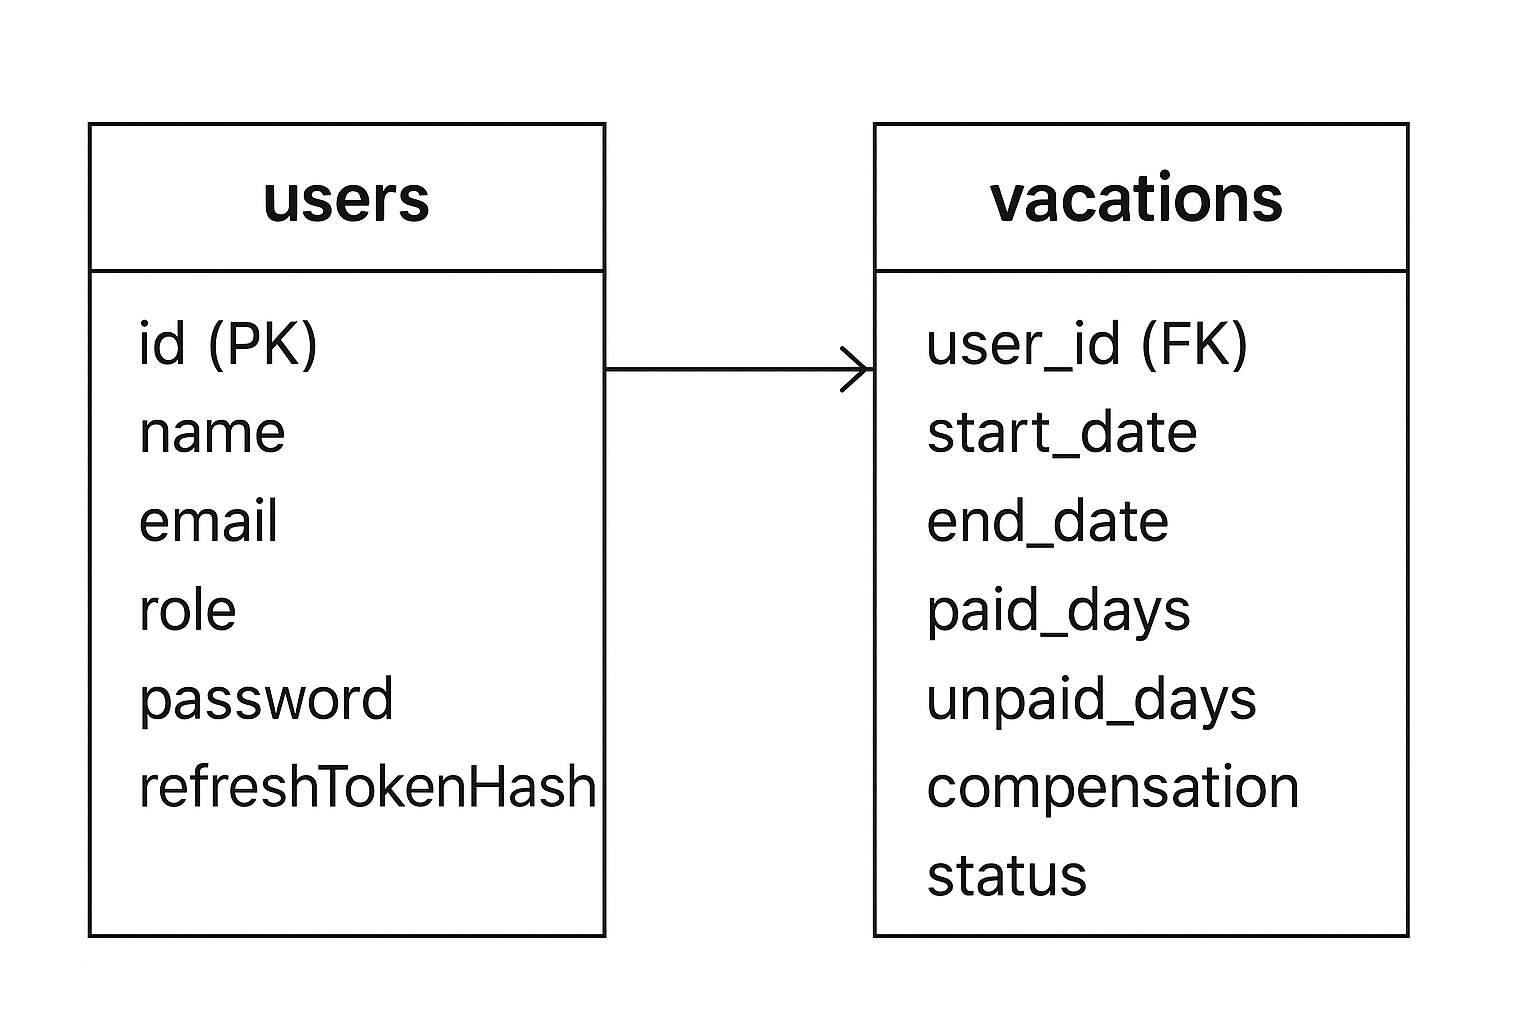 users
id (PK)
name
email
role
password
refreshTokenHash
vacations
user_id (FK)
start_date
end_date
paid_days
unpaid_days
compensation
status